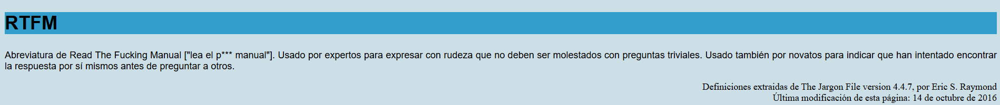 RTFM
Abreviatura de Read The Fucking Manual ["lea el p*** manual"]. Usado por expertos para expresar con rudeza que no deben ser molestados con preguntas triviales. Usado también por novatos para indicar que han intentado encontrar
la respuesta por sí mismos antes de preguntar a otros.
Definiciones extraidas de The Jargon File version 4.4.7, por Eric S. Raymond
Última modificación de esta página: 14 de octubre de 2016